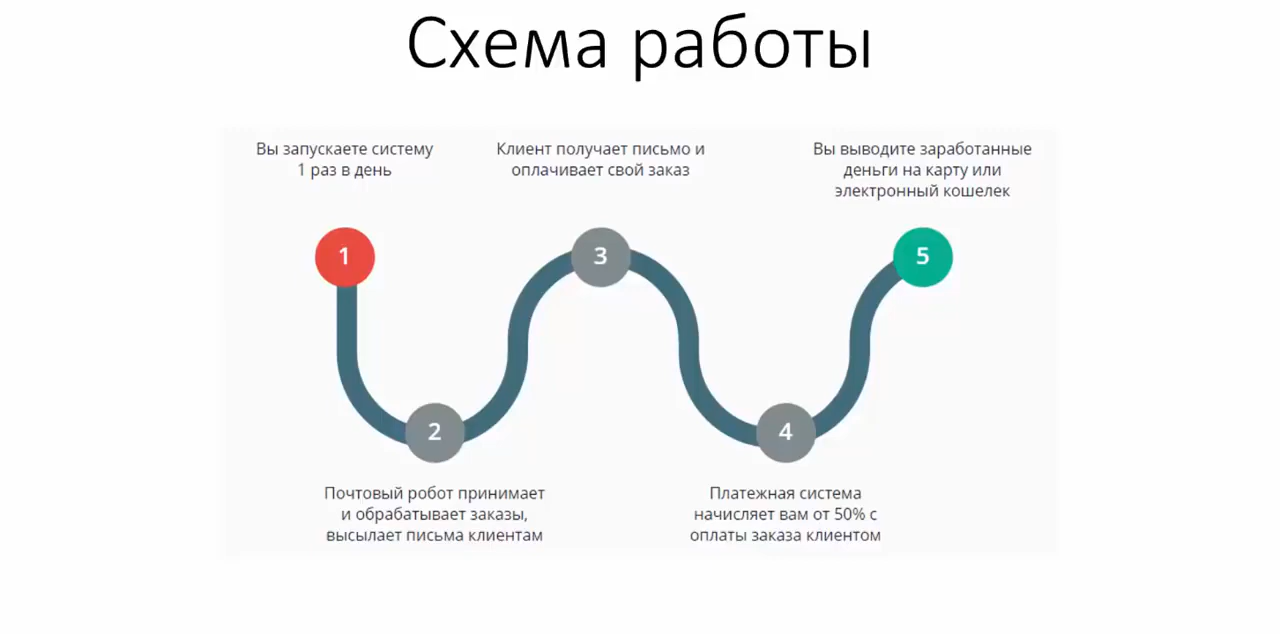 Схема работы
Вы запускаете систему
1 раз в день
Клиент получает письмо и
оплачивает свой заказ
Вы выводите заработанные
деньги на карту или
электронный кошелек
1
3
5
2
4
Почтовый робот принимает
и обрабатывает заказы,
высылает письма клиентам
Платежная система
начисляет вам от 50% с
оплаты заказа клиентом